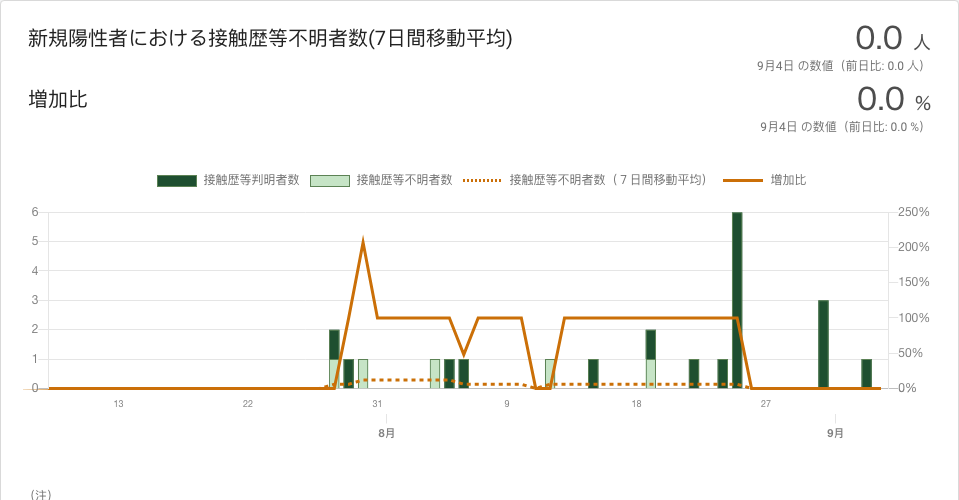 新規陽性者における接触歴等不明者数(7日間移動平均)
0.0 人
9月4日 の数値（前日比: 0.0 人）
増加比
0.0 %
9月4日 の数値（前日比: 0.0 %）
接触歴等判明者数 接触歴等不明者数 接触歴等不明者数（７日間移動平均） 増加比
6 250%
5 200%
4 150%
3 100%
2 50%
1 0%
0
13 22 31 9 18 27
8月 9月
（注）